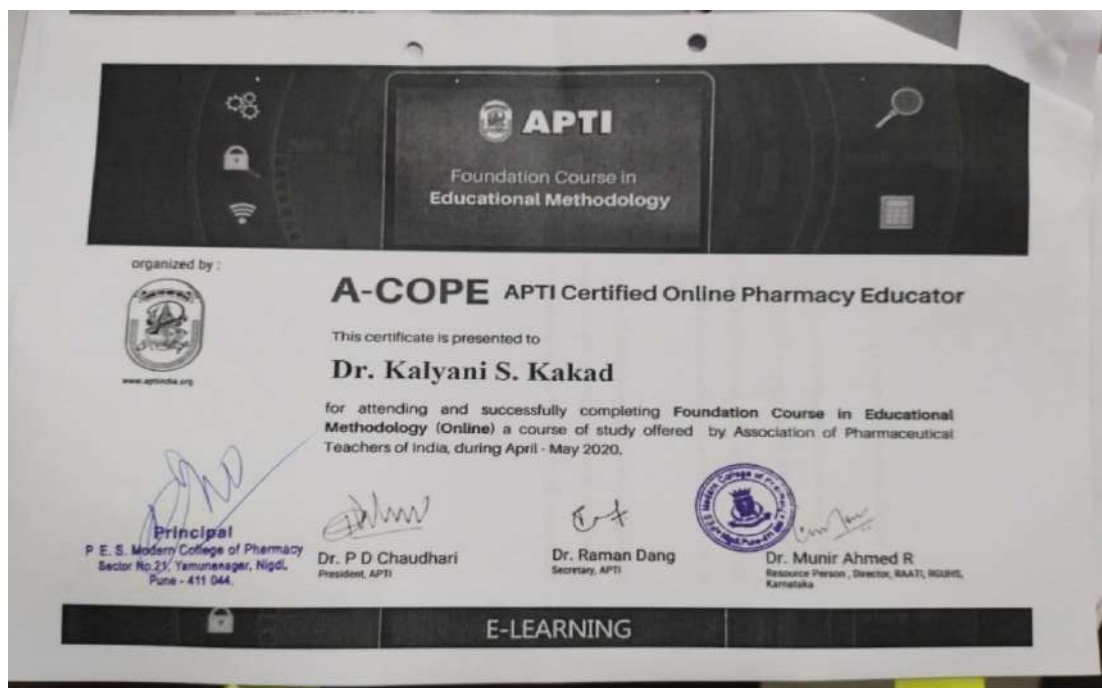 APTI
Foundation Course in
Educational Methodology
organized by :
www.aptiindia.org
A-COPE APTI Certified Online Pharmacy Educator
This certificate is presented to
Dr. Kalyani S. Kakad
for attending and successfully completing Foundation Course in Educational
Methodology (Online) a course of study offered by Association of Pharmaceutical
Teachers of India, during April - May 2020.
Principal
P. E. S. Modern College of Pharmacy
Sector No.21, Yamunanagar, Nigdi,
Pune - 411 044.
Dr. P D Chaudhari
President, APTI
Dr. Raman Dang
Secretary, APTI
Dr. Munir Ahmed R
Resource Person , Director, RAATI, RGUHS,
Karnataka
E-LEARNING